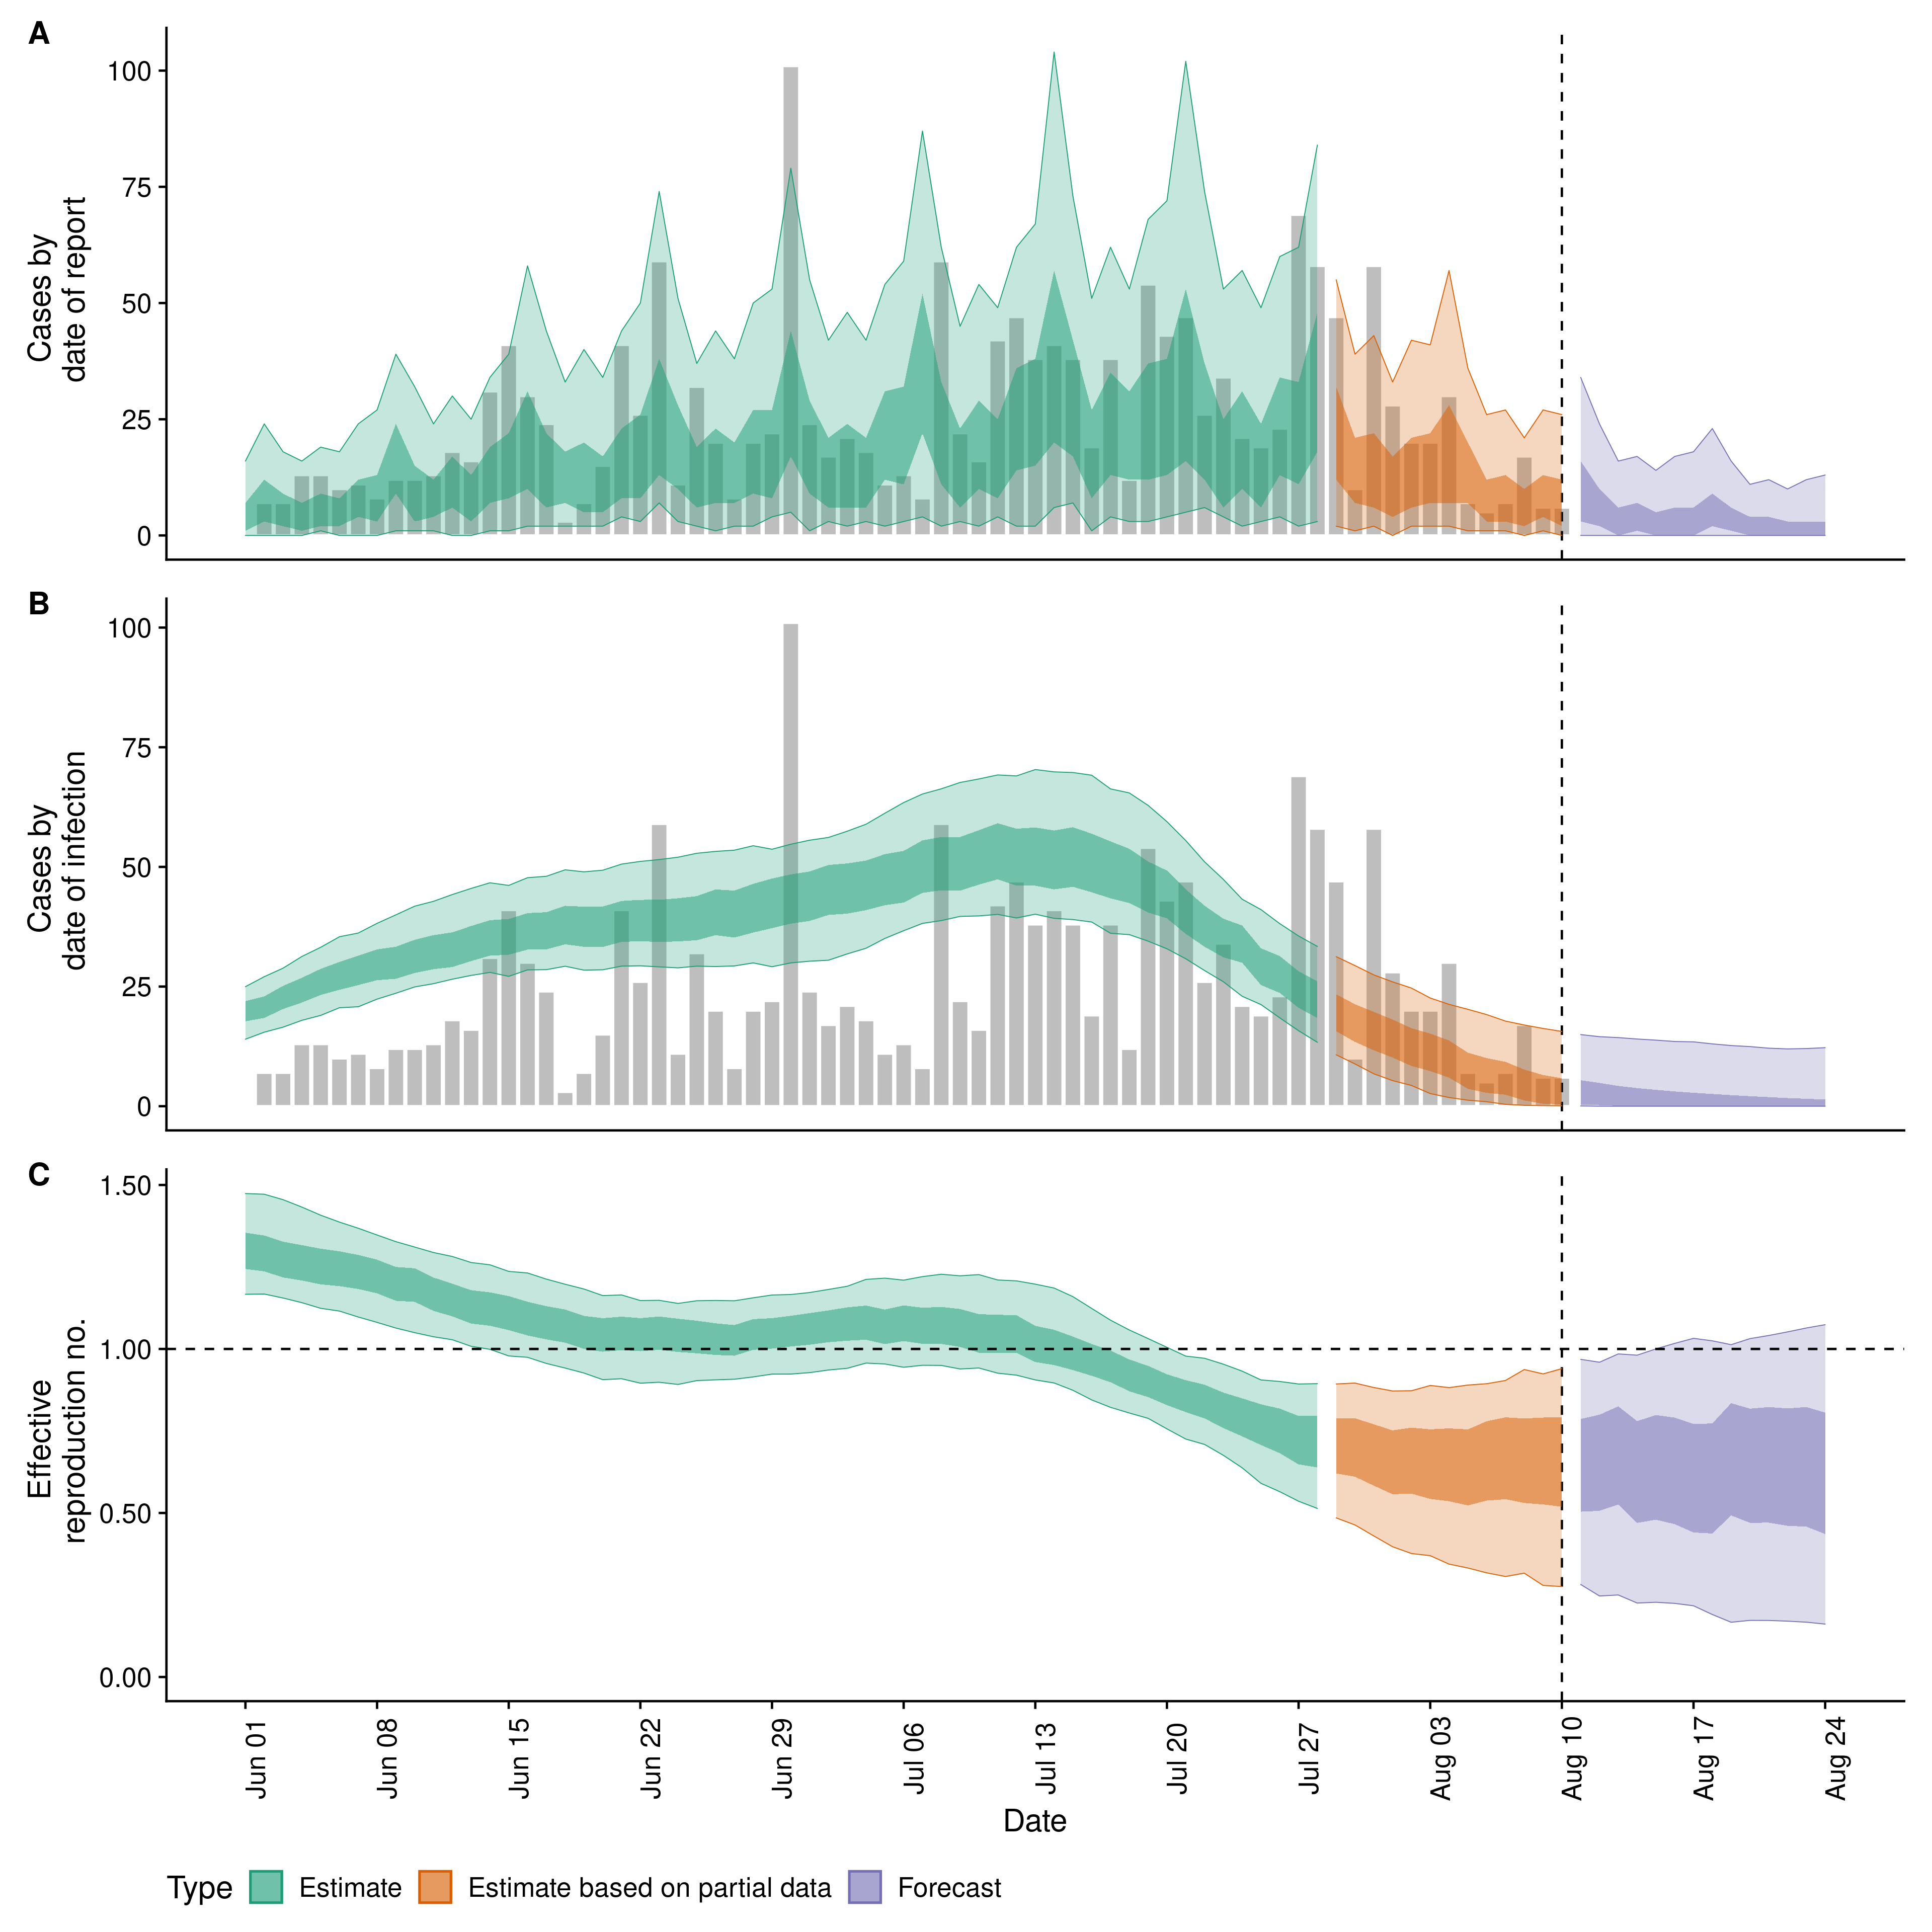 A
100
75
50
25
0
Cases by
date of report
B
100
75
50
25
0
Cases by
date of infection
C
1.50
1.00
0.50
0.00
Effective
reproduction no.
Jun 01
Jun 08
Jun 15
Jun 22
Jun 29
Jul 06
Jul 13
Jul 20
Jul 27
Aug 03
Aug 10
Aug 17
Aug 24
Date
Type Estimate Estimate based on partial data Forecast